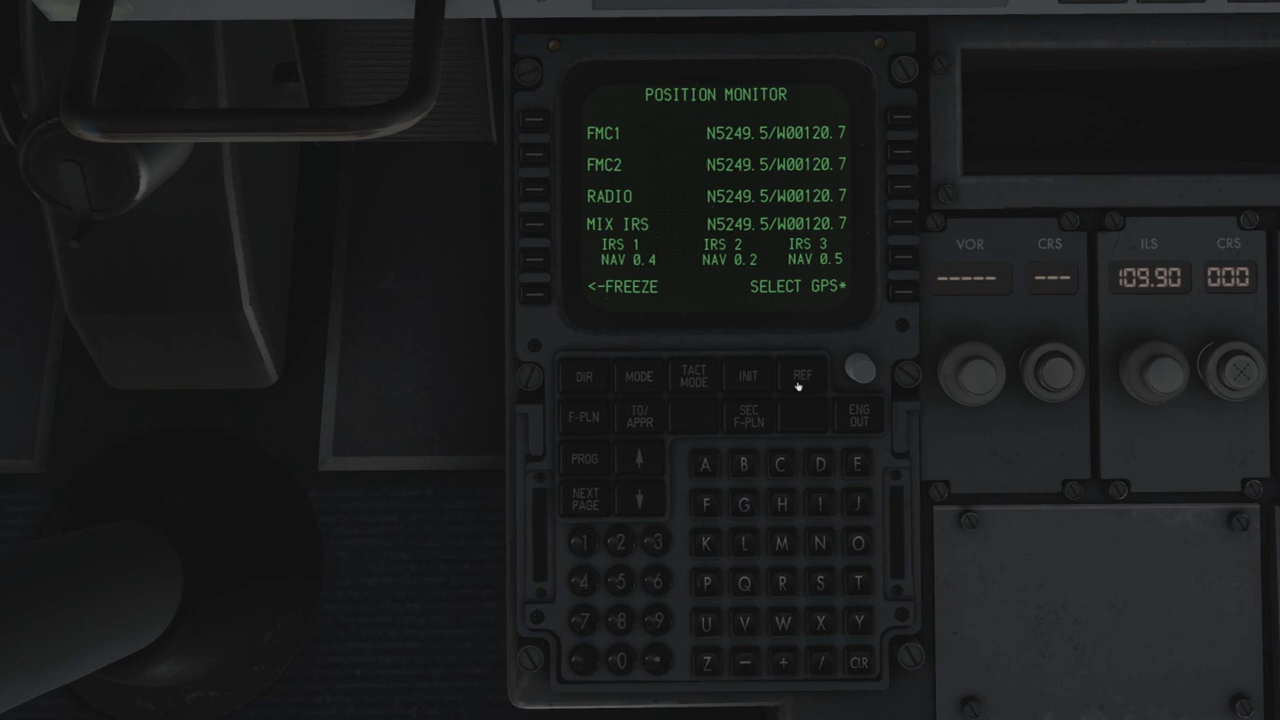 POSITION MONITOR
FMC1 N5249.5/W00120.7
FMC2 N5249.5/W00120.7
RADIO N5249.5/W00120.7
MIX IRS N5249.5/W00120.7
IRS 1 IRS 2 IRS 3
NAV 0.4 NAV 0.2 NAV 0.5
<-FREEZE SELECT GPS*
VOR CRS ILS CRS
----- --- 109.90 000
DIR MODE TACT MODE INIT REF
F-PLN TO/APPR SEC F-PLN ENG OUT
PROG
NEXT PAGE
A B C D E
F G H I J
1 2 3 K L M N O
4 5 6 P Q R S T
7 8 9 U V W X Y
0 Z - + / CLR